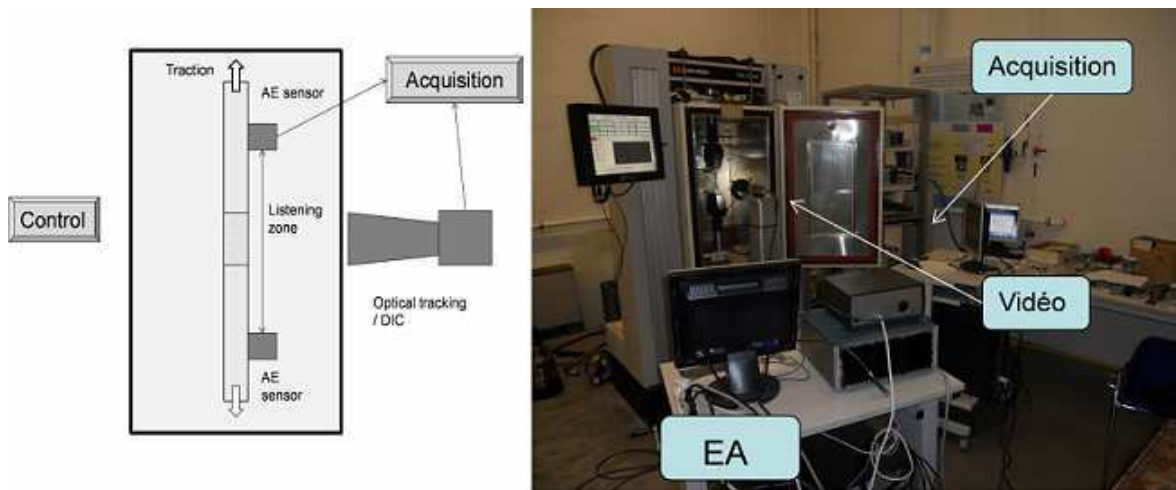 Traction
AE sensor
Acquisition
Control
Listening
zone
Optical tracking
/ DIC
AE
sensor
Acquisition
Vidéo
EA